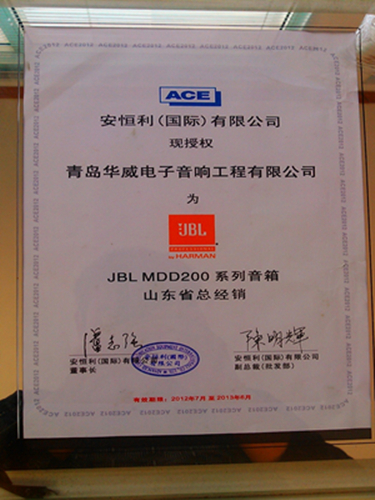 ACE
安恒利(国际)有限公司
现授权
青岛华威电子音响工程有限公司
为
JBL
PROFESSIONAL
by HARMAN
JBL MDD200 系列音箱
山东省总经销
安恒利(国际)有限公司
董事长
安恒利(国际)有限公司
副总裁(批发部)
有效期限：2012年7月 至 2013年6月